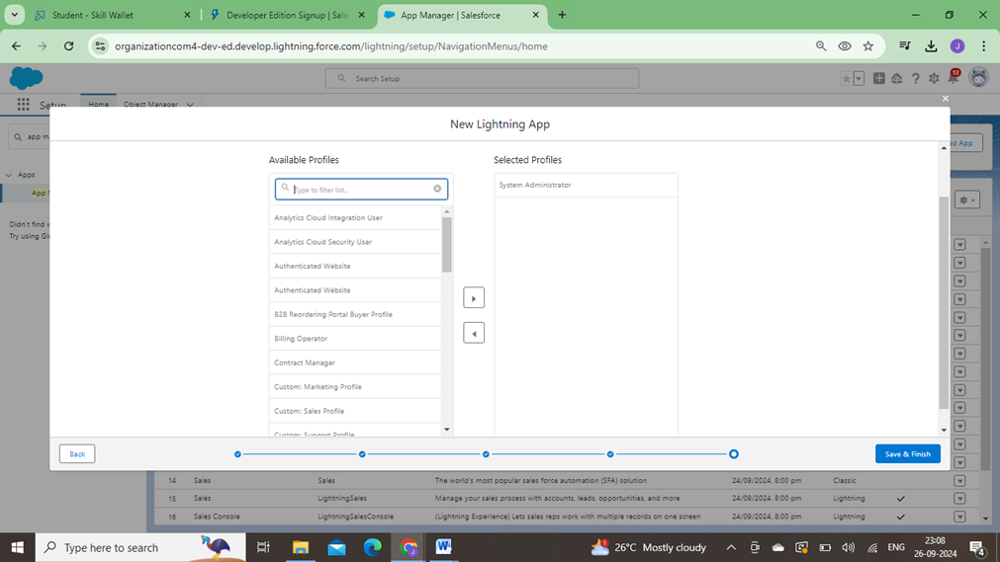 Student - Skill Wallet
Developer Edition Signup | Sale
App Manager | Salesforce
organizationcom4-dev-ed.develop.lightning.force.com/lightning/setup/NavigationMenus/home
J
Search Setup
12
Setup
Home
Object Manager
New Lightning App
app m
d App
Apps
App M
Didn't find w
Try using Glo
Available Profiles
Selected Profiles
Type to filter list...
System Administrator
Analytics Cloud Integration User
Analytics Cloud Security User
Authenticated Website
Authenticated Website
B2B Reordering Portal Buyer Profile
Billing Operator
Contract Manager
Custom: Marketing Profile
Custom: Sales Profile
Custom: Support Profile
Back
Save & Finish
14 Sales Sales The world's most popular sales force automation (SFA) solution 24/09/2024, 8:00 pm Classic
15 Sales LightningSales Manage your sales process with accounts, leads, opportunities, and more 24/09/2024, 8:00 pm Lightning
16 Sales Console LightningSalesConsole (Lightning Experience) Lets sales reps work with multiple records on one screen 24/09/2024, 8:00 pm Lightning
Type here to search
26°C Mostly cloudy
ENG
23:08
26-09-2024
4